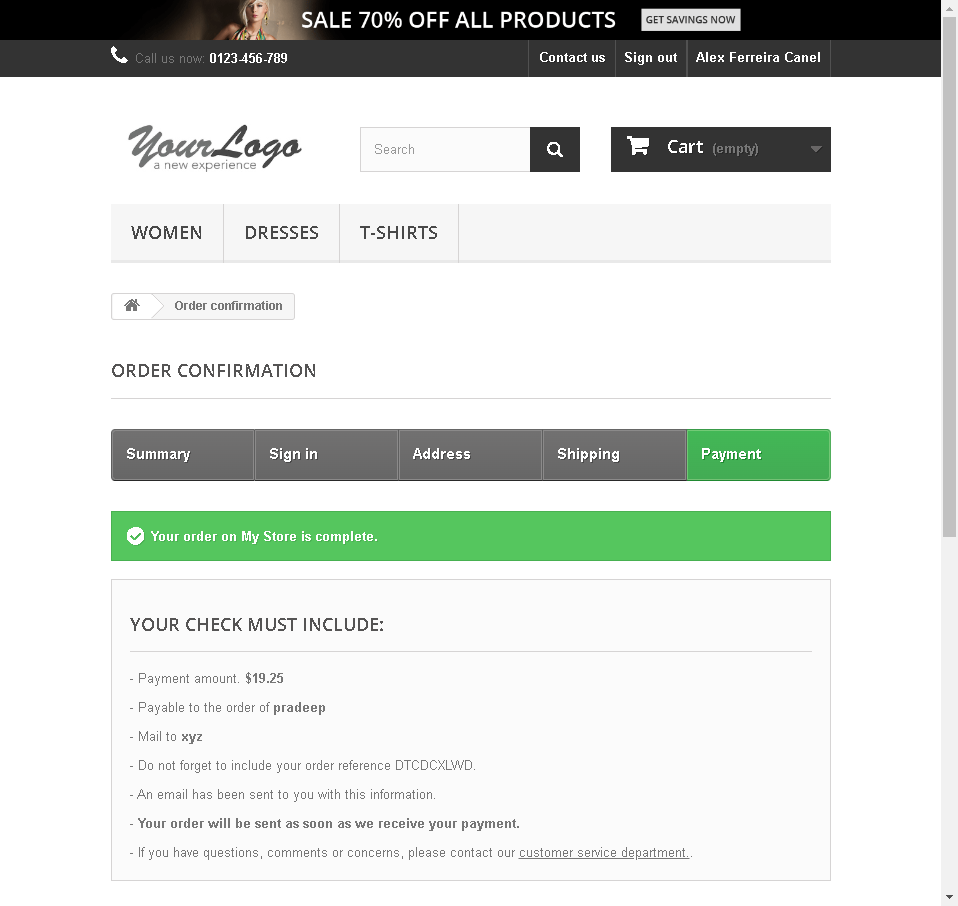 SALE 70% OFF ALL PRODUCTS GET SAVINGS NOW
Call us now: 0123-456-789 Contact us Sign out Alex Ferreira Canel
YourLogo
a new experience
Search
Cart (empty)
WOMEN DRESSES T-SHIRTS
Order confirmation
ORDER CONFIRMATION
Summary Sign in Address Shipping Payment
Your order on My Store is complete.
YOUR CHECK MUST INCLUDE:
- Payment amount. $19.25
- Payable to the order of pradeep
- Mail to xyz
- Do not forget to include your order reference DTCDCXLWD.
- An email has been sent to you with this information.
- Your order will be sent as soon as we receive your payment.
- If you have questions, comments or concerns, please contact our customer service department..